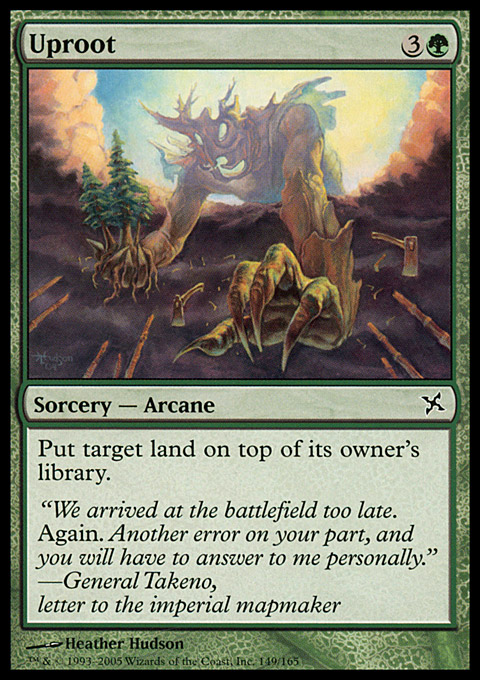 Uproot 3
Hudson
Sorcery — Arcane
Put target land on top of its owner's
library.
“We arrived at the battlefield too late.
Again. Another error on your part, and
you will have to answer to me personally.”
—General Takeno,
letter to the imperial mapmaker
Heather Hudson
™ & © 1993–2005 Wizards of the Coast, Inc. 149/165